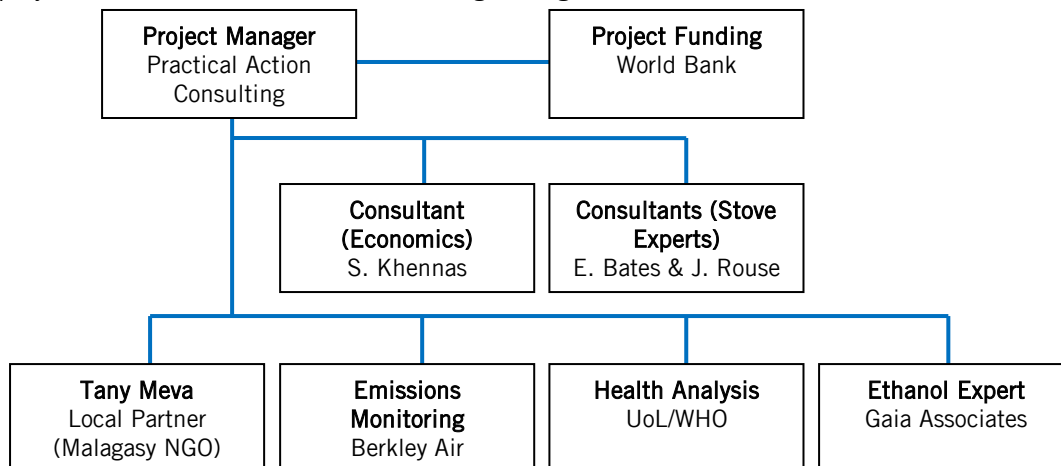 Project Manager
Practical Action
Consulting
Project Funding
World Bank
Consultant
(Economics)
S. Khennas
Consultants (Stove
Experts)
E. Bates & J. Rouse
Tany Meva
Local Partner
(Malagasy NGO)
Emissions
Monitoring
Berkley Air
Health Analysis
UoL/WHO
Ethanol Expert
Gaia Associates